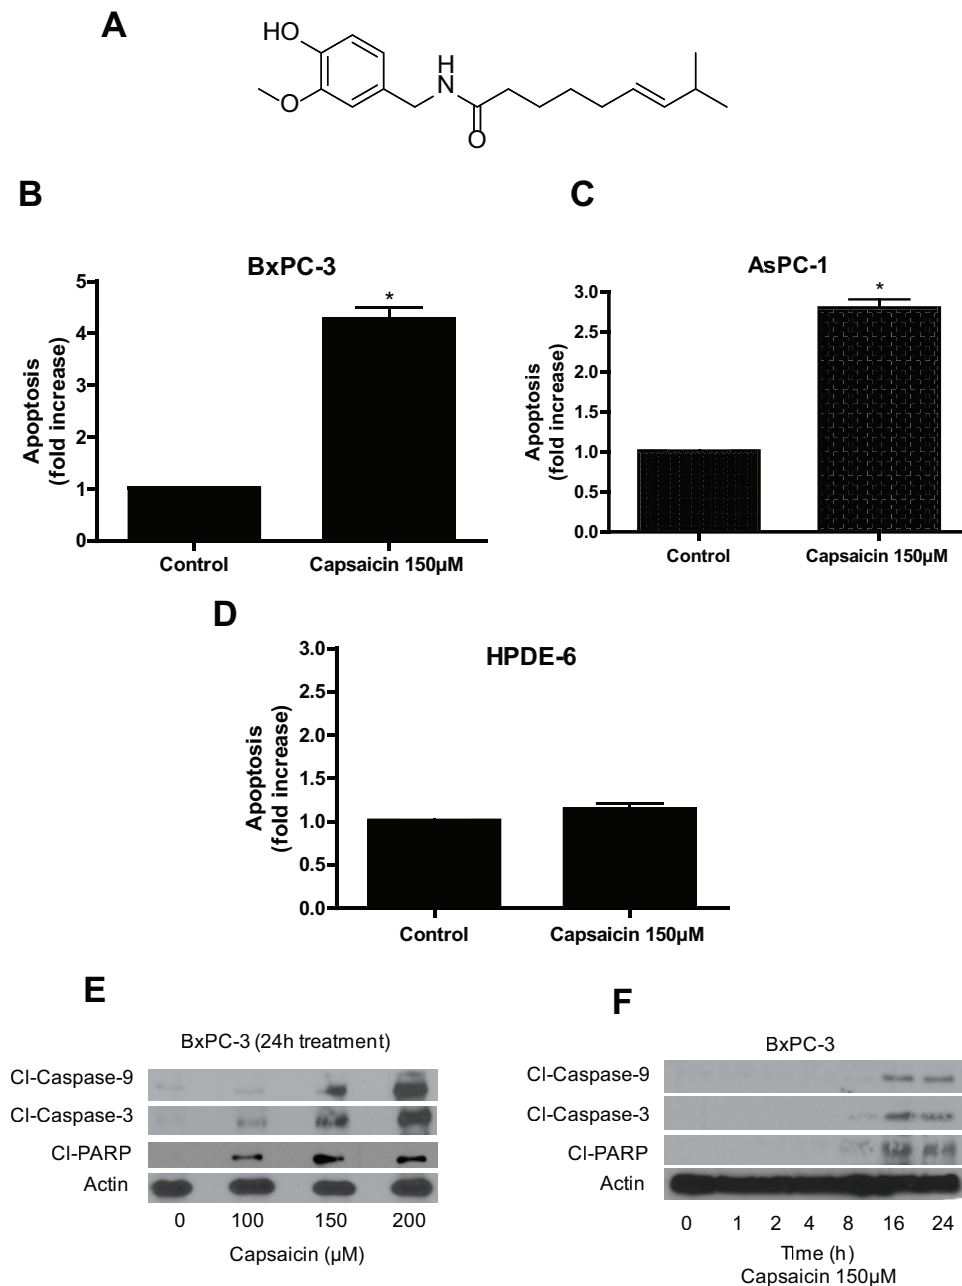 A
HO
O
H
N
O
B
BxPC-3
Apoptosis
(fold increase)
5
4
3
2
1
0
*
Control
Capsaicin 150µM
C
AsPC-1
Apoptosis
(fold increase)
3.0
2.5
2.0
1.5
1.0
0.5
0.0
*
Control
Capsaicin 150µM
D
HPDE-6
Apoptosis
(fold increase)
3.0
2.5
2.0
1.5
1.0
0.5
0.0
Control
Capsaicin 150µM
E
BxPC-3 (24h treatment)
Cl-Caspase-9
Cl-Caspase-3
Cl-PARP
Actin
0 100 150 200
Capsaicin (µM)
F
BxPC-3
Cl-Caspase-9
Cl-Caspase-3
Cl-PARP
Actin
0 1 2 4 8 16 24
Time (h)
Capsaicin 150µM